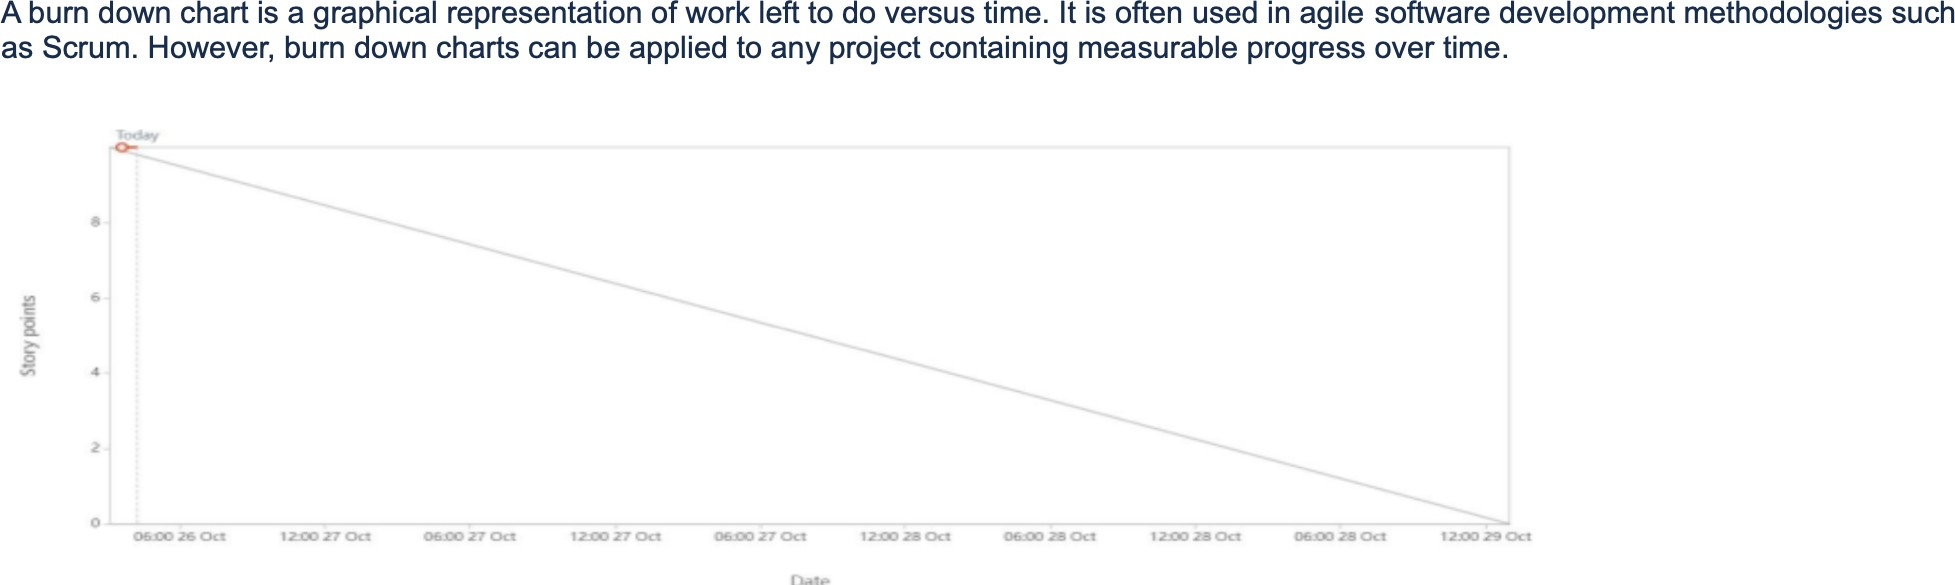 A burn down chart is a graphical representation of work left to do versus time. It is often used in agile software development methodologies such
as Scrum. However, burn down charts can be applied to any project containing measurable progress over time.
Today
8
6
4
2
0
Story points
06:00 26 Oct 12:00 27 Oct 06:00 27 Oct 12:00 27 Oct 06:00 27 Oct 12:00 28 Oct 06:00 28 Oct 12:00 28 Oct 06:00 28 Oct 12:00 29 Oct
Date